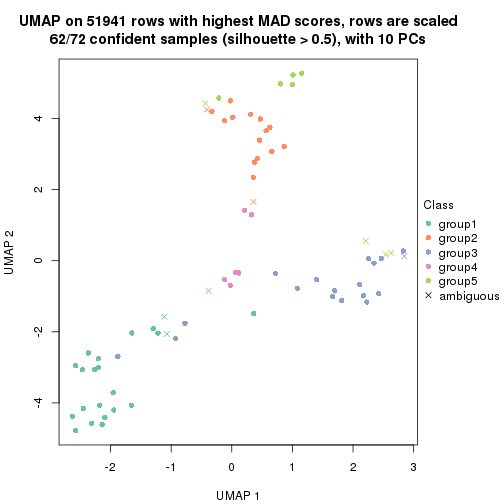 UMAP on 51941 rows with highest MAD scores, rows are scaled
62/72 confident samples (silhouette > 0.5), with 10 PCs
4
2
0
-2
-4
UMAP 2
-2
-1
0
1
2
3
UMAP 1
Class
group1
group2
group3
group4
group5
ambiguous